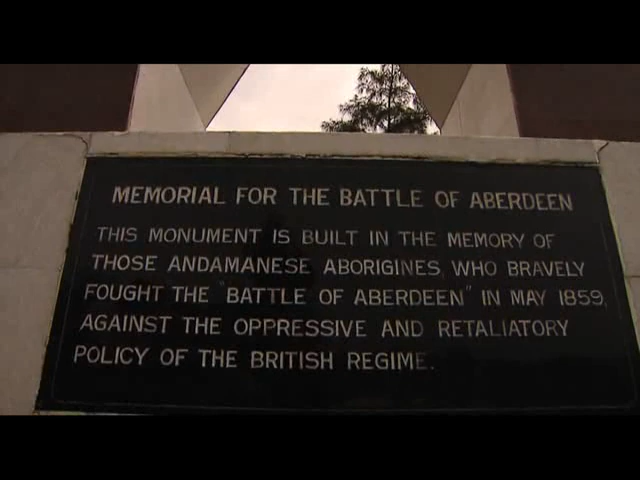 MEMORIAL FOR THE BATTLE OF ABERDEEN
THIS MONUMENT IS BUILT IN THE MEMORY OF
THOSE ANDAMANESE ABORIGINES, WHO BRAVELY
FOUGHT THE "BATTLE OF ABERDEEN" IN MAY 1859,
AGAINST THE OPPRESSIVE AND RETALIATORY
POLICY OF THE BRITISH REGIME.